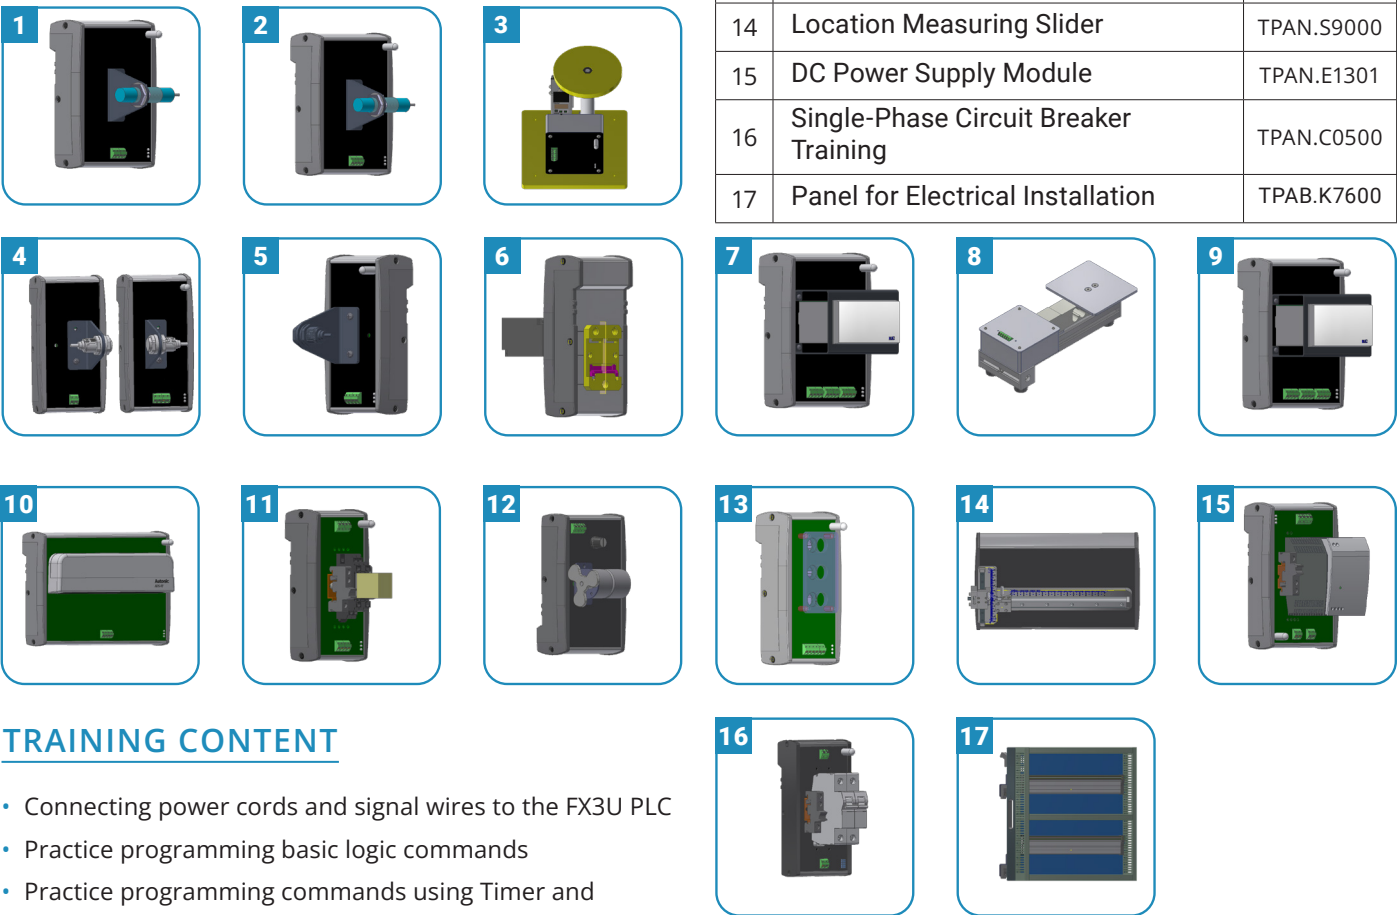 1
2
3
14 Location Measuring Slider TPAN.S9000
15 DC Power Supply Module TPAN.E1301
16 Single-Phase Circuit Breaker
Training TPAN.C0500
17 Panel for Electrical Installation TPAB.K7600
4
5
6
7
8
9
10
11
12
13
14
15
TRAINING CONTENT
• Connecting power cords and signal wires to the FX3U PLC
• Practice programming basic logic commands
• Practice programming commands using Timer and
16
17